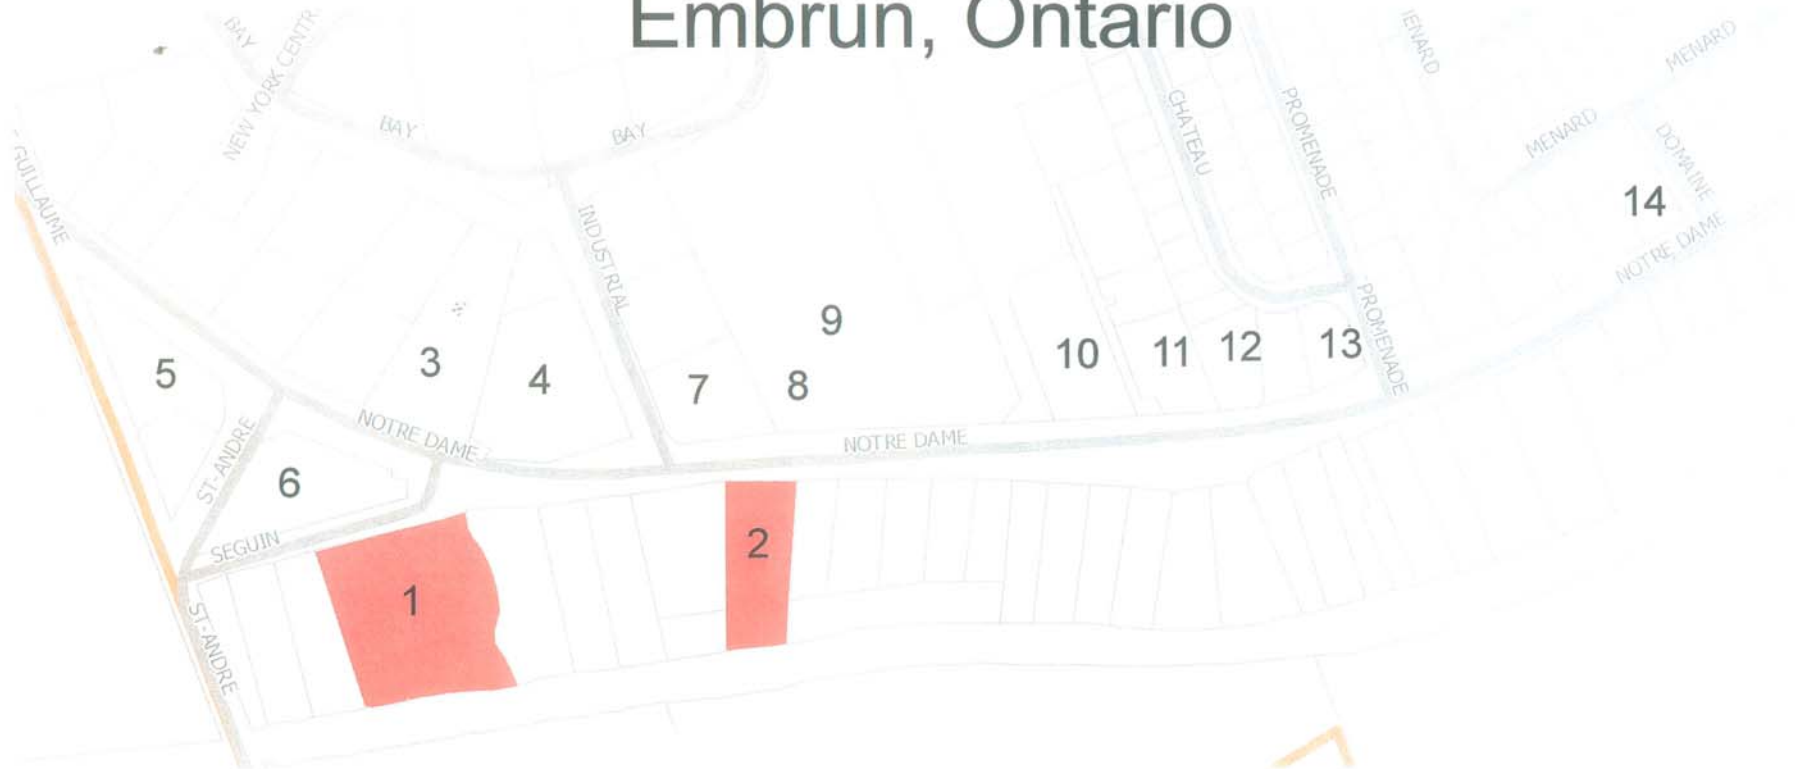 Embrun, Ontario
BAY
NEW YORK CENTR
BAY
BAY
GUILLAUME
INDUSTRIAL
CHATEAU
PROMENADE
MENARD
MENARD
DOMAINE
14
NOTRE DAME
5
3
4
7
8
9
10
11
12
13
PROMENADE
NOTRE DAME
NOTRE DAME
ST-ANDRE
6
SEGUIN
1
2
ST-ANDRE